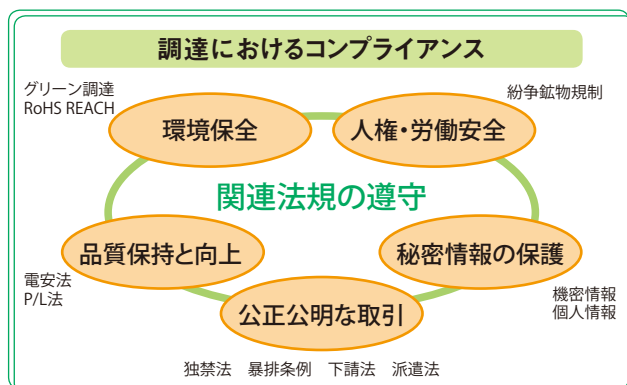 調達におけるコンプライアンス
グリーン調達
RoHS REACH
紛争鉱物規制
環境保全
人権・労働安全
関連法規の遵守
品質保持と向上
秘密情報の保護
電安法
P/L法
機密情報
個人情報
公正公明な取引
独禁法 暴排条例 下請法 派遣法